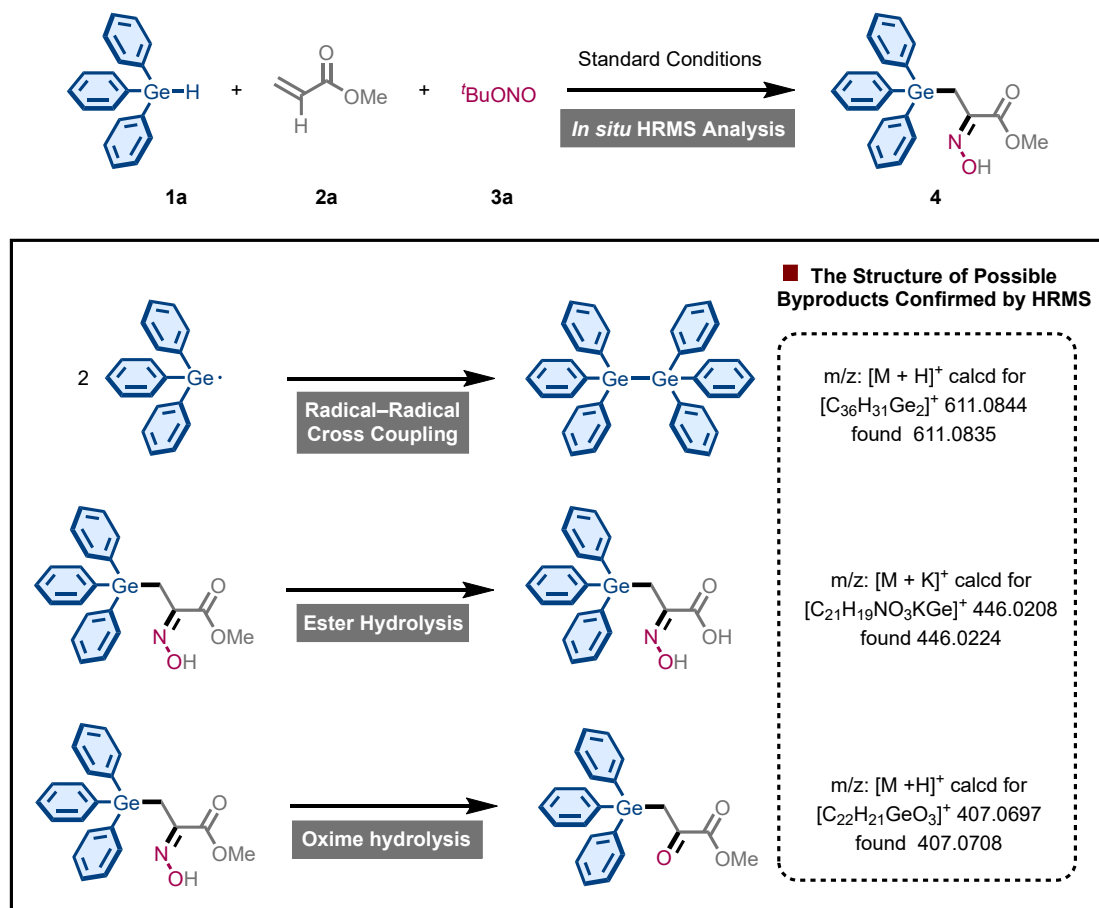 Ge–H + H O OMe + ᵗBuONO
Standard Conditions
In situ HRMS Analysis
Ge O OMe N OH
1a 2a 3a 4
The Structure of Possible
Byproducts Confirmed by HRMS
2 Ge·
Radical–Radical
Cross Coupling
Ge Ge
m/z: [M + H]⁺ calcd for
[C₃₆H₃₁Ge₂]⁺ 611.0844
found 611.0835
Ge O OMe N OH
Ester Hydrolysis
Ge O OH N OH
m/z: [M + K]⁺ calcd for
[C₂₁H₁₉NO₃KGe]⁺ 446.0208
found 446.0224
Ge O OMe N OH
Oxime hydrolysis
Ge O O OMe
m/z: [M +H]⁺ calcd for
[C₂₂H₂₁GeO₃]⁺ 407.0697
found 407.0708